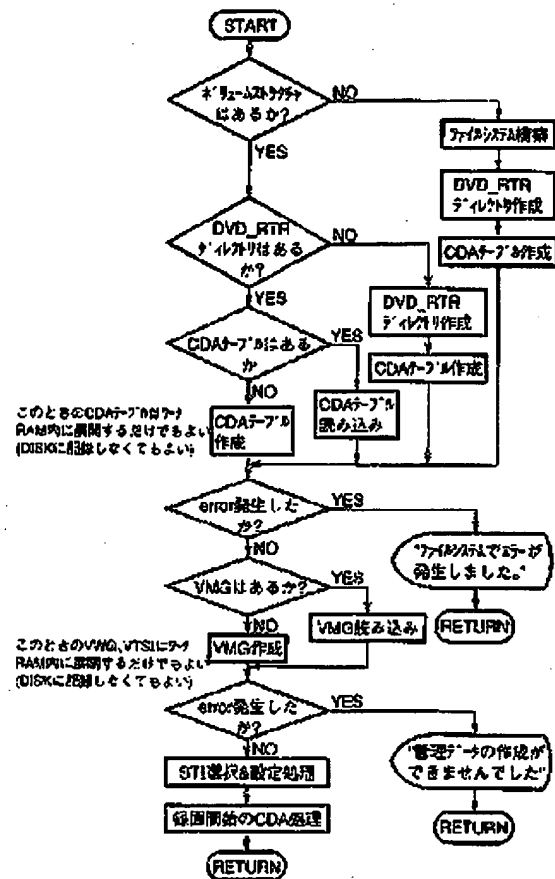 START
ボリュームストラクチャ
はあるか?
NO
YES
ファイルシステム構築
DVD_RTR
ディレクトリ作成
CDAテーブル作成
DVD_RTR
ディレクトリはある
か?
NO
YES
DVD_RTR
ディレクトリ作成
CDAテーブル作成
CDAテーブルはある
か
YES
NO
CDAテーブル
作成
CDAテーブル
読み込み
このときのCDAテーブルはワーク
RAM内に展開するだけでもよい
(DISKに記録しなくてもよい)
error発生した
か?
YES
NO
"ファイルシステムでエラーが
発生しました。"
RETURN
VMGはあるか?
YES
NO
VMG作成
VMG読み込み
このときのVMG,VTSIはワーク
RAM内に展開するだけでもよい
(DISKに記録しなくてもよい)
error発生した
か?
YES
NO
"管理データの作成が
できませんでした"
RETURN
STI選択&設定処理
録画開始のCDA処理
RETURN